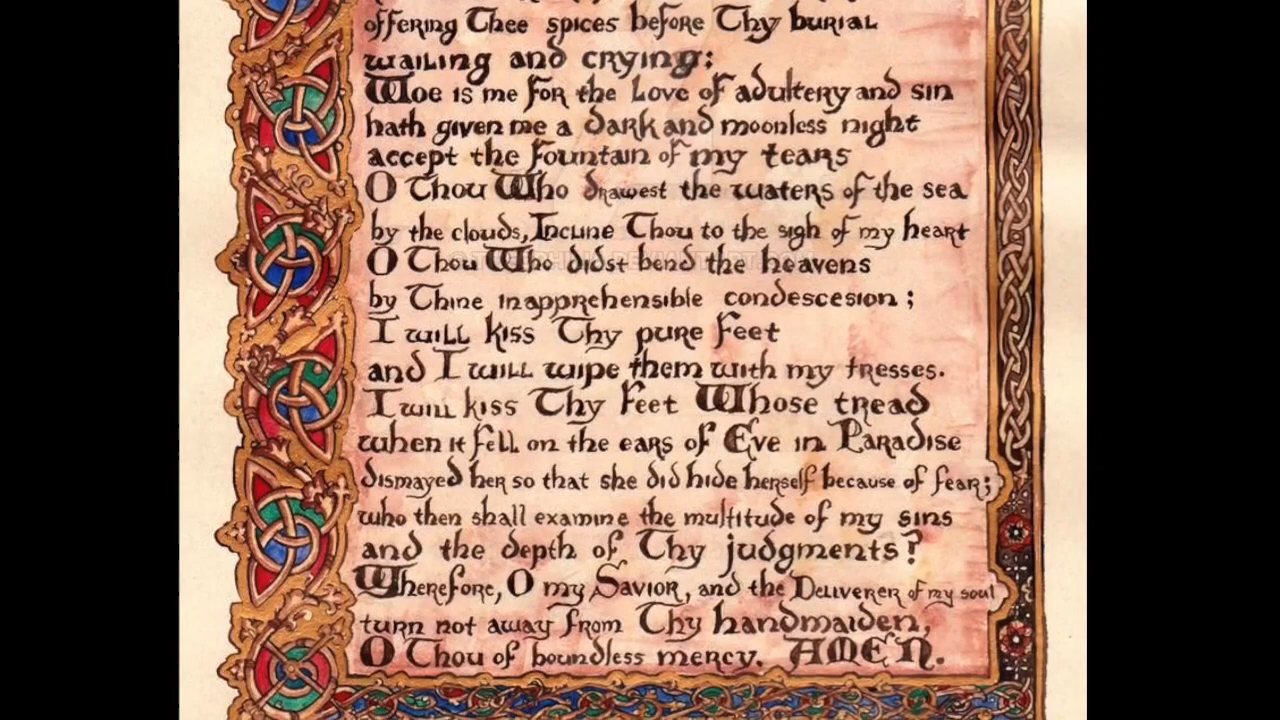 offering Thee spices before Thy burial
wailing and crying:
Woe is me for the Love of adultery and sin
hath given me a dark and moonless night
accept the fountain of my tears
O Thou Who drawest the waters of the sea
by the clouds, Incline Thou to the sigh of my heart
O Thou Who didst bend the heavens
by Thine inapprehensible condescesion;
I will kiss Thy pure feet
and I will wipe them with my tresses.
I will kiss Thy feet Whose tread
when it fell on the ears of Eve in Paradise
dismayed her so that she did hide herself because of fear;
who then shall examine the multitude of my sins
and the depth of Thy judgments?
Wherefore, O my Savior, and the Deliverer of my soul
turn not away from Thy handmaiden,
O Thou of boundless mercy. AMEN.